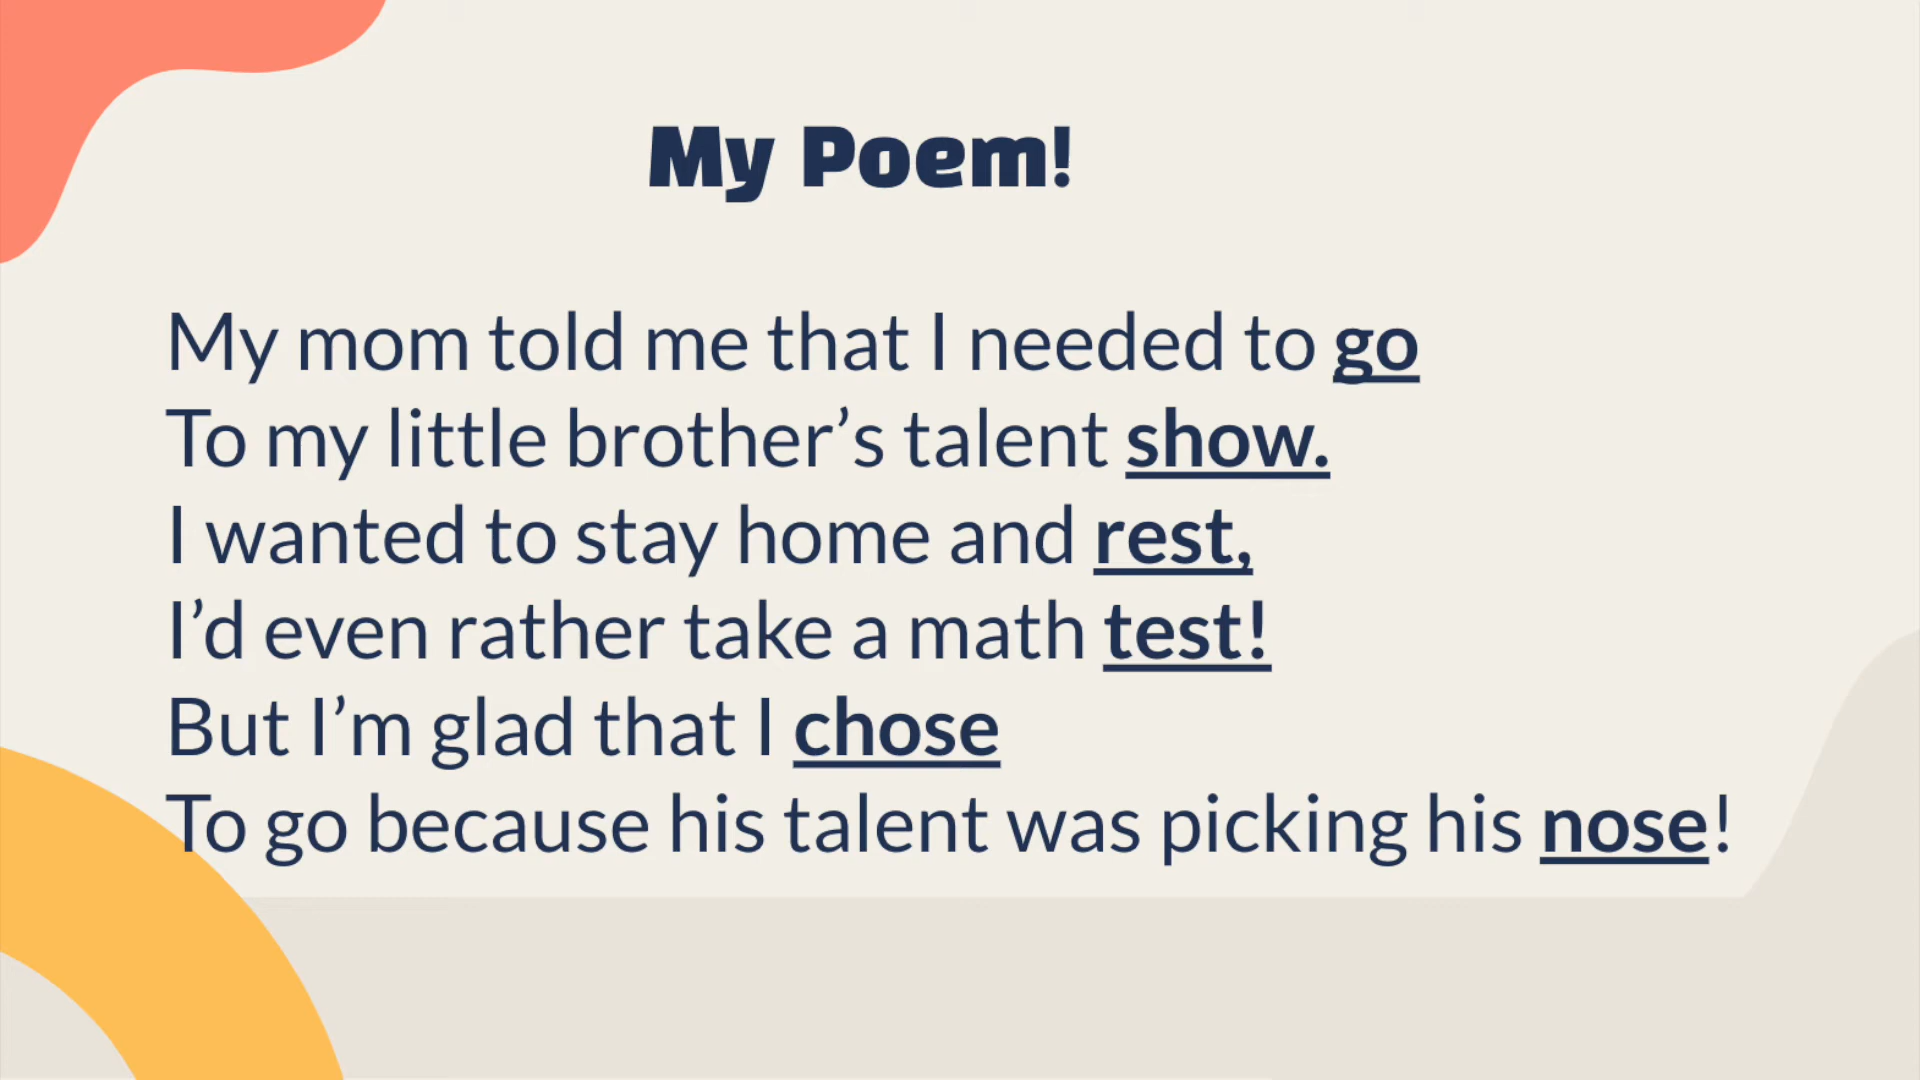 My Poem!
My mom told me that I needed to go
To my little brother’s talent show.
I wanted to stay home and rest,
I’d even rather take a math test!
But I’m glad that I chose
To go because his talent was picking his nose!